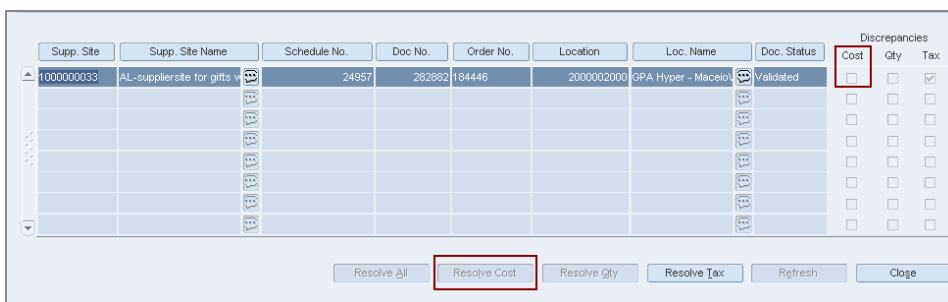 Discrepancies
Supp. Site Supp. Site Name Schedule No. Doc No. Order No. Location Loc. Name Doc. Status Cost Qty Tax
1000000033 AL-suppliersite for gifts w 24957 282882 184446 2000002000 GPA Hyper - Maceio\ Validated
Resolve All Resolve Cost Resolve Qty Resolve Tax Refresh Close